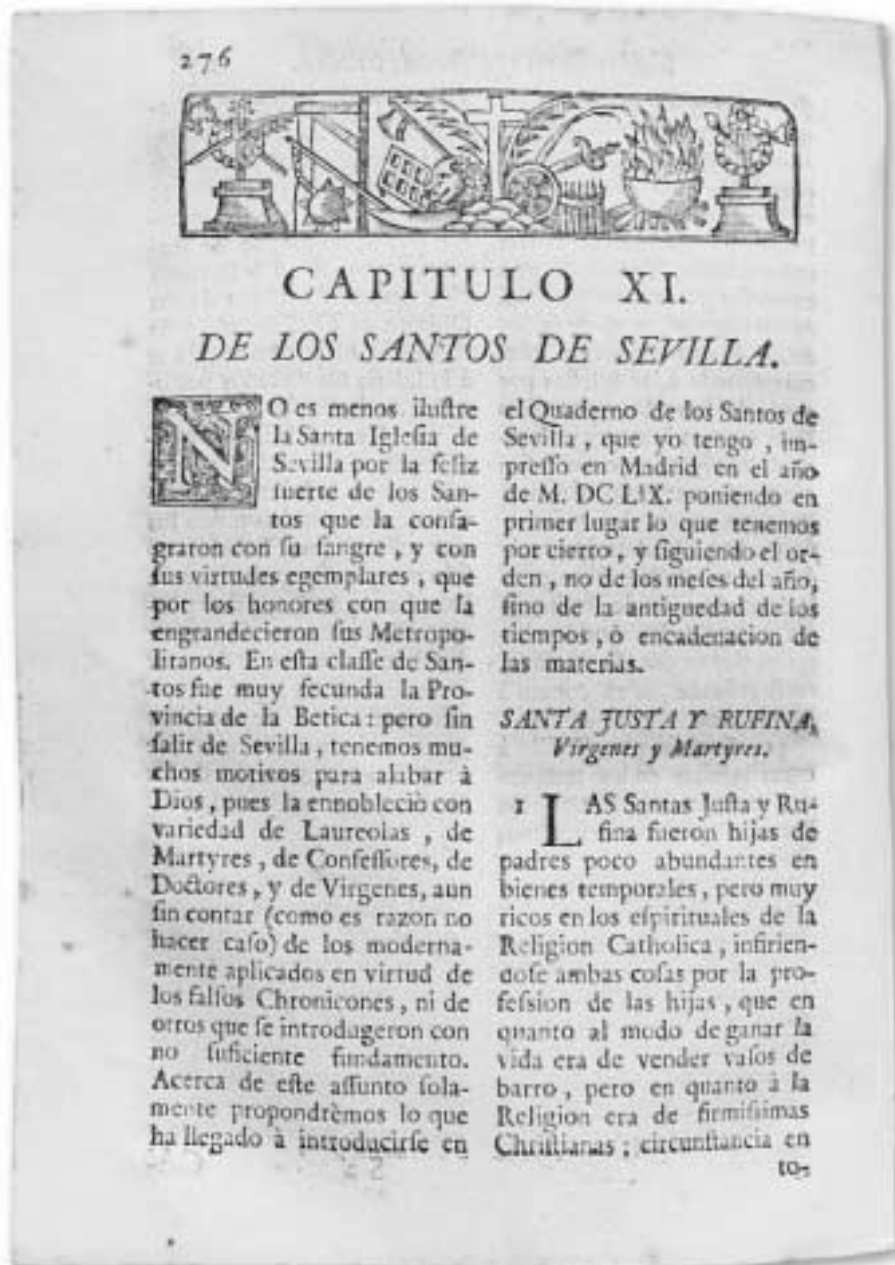 276
CAPITULO XI.
DE LOS SANTOS DE SEVILLA.
NO es menos iluſtre
la Santa Igleſia de
Sevilla por la feliz
ſuerte de los San-
tos que la conſa-
graron con ſu ſangre, y con
ſus virtudes egemplares, que
por los honores con que la
engrandecieron ſus Metropo-
litanos. En eſta claſſe de San-
tos fue muy fecunda la Pro-
vincia de la Betica: pero ſin
ſalir de Sevilla, tenemos mu-
chos motivos para alabar à
Dios, pues la ennobleciò con
variedad de Laureolas, de
Martyres, de Confeſſores, de
Doctores, y de Virgenes, aun
ſin contar (como es razon no
hacer caſo) de los moderna-
mente aplicados en virtud de
los falſos Chronicones, ni de
otros que ſe introdugeron con
no ſuficiente fundamento.
Acerca de eſte aſſunto ſola-
mente propondrèmos lo que
ha llegado à introducirſe en
el Quaderno de los Santos de
Sevilla, que yo tengo, im-
preſſo en Madrid en el año
de M. DC LIX. poniendo en
primer lugar lo que tenemos
por cierto, y ſiguiendo el or-
den, no de los meſes del año,
ſino de la antiguedad de los
tiempos, ò encadenacion de
las materias.
SANTA JUSTA Y RUFINA,
Virgenes y Martyres.
1 LAS Santas Juſta y Ru-
fina fueron hijas de
padres poco abundantes en
bienes temporales, pero muy
ricos en los eſpirituales de la
Religion Catholica, infirien-
doſe ambas coſas por la pro-
feſsion de las hijas, que en
quanto al modo de ganar la
vida era de vender vaſos de
barro, pero en quanto à la
Religion era de firmiſsimas
Chriſtianas; circunſtancia en
to-